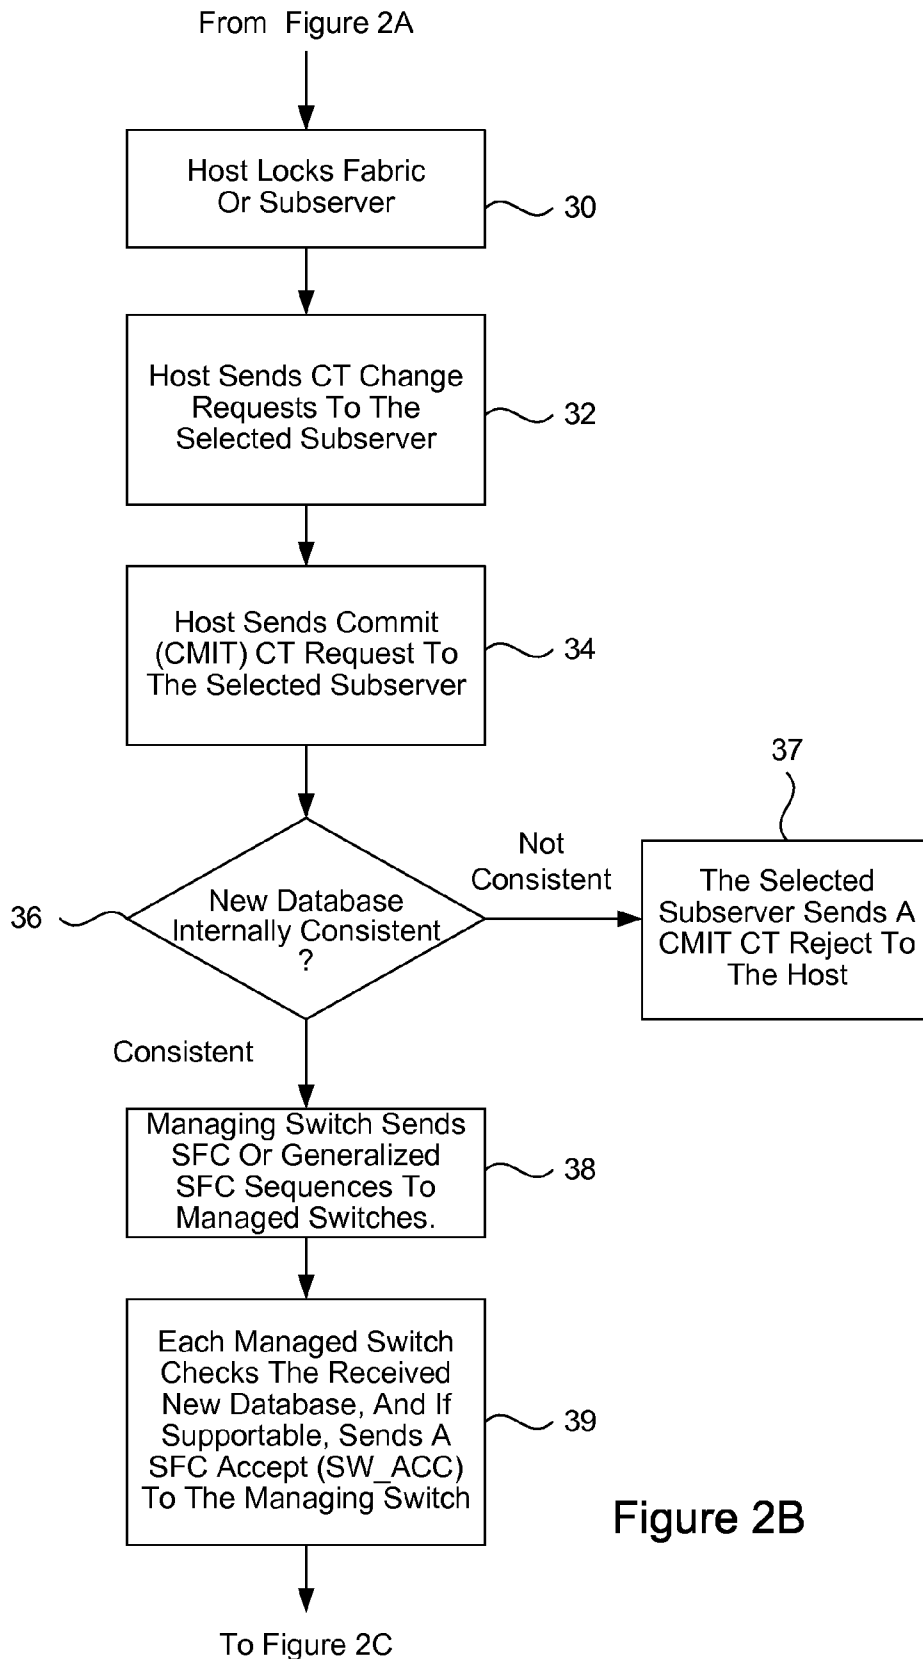 From Figure 2A
Host Locks Fabric
Or Subserver
30
Host Sends CT Change
Requests To The
Selected Subserver
32
Host Sends Commit
(CMIT) CT Request To
The Selected Subserver
34
36
New Database
Internally Consistent
?
Not
Consistent
37
The Selected
Subserver Sends A
CMIT CT Reject To
The Host
Consistent
Managing Switch Sends
SFC Or Generalized
SFC Sequences To
Managed Switches.
38
Each Managed Switch
Checks The Received
New Database, And If
Supportable, Sends A
SFC Accept (SW_ACC)
To The Managing Switch
39
Figure 2B
To Figure 2C